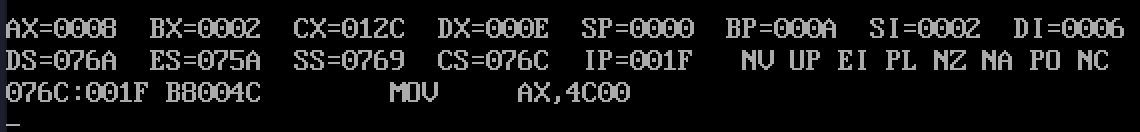 AX=0008  BX=0002  CX=012C  DX=000E  SP=0000  BP=000A  SI=0002  DI=0006
DS=076A  ES=075A  SS=0769  CS=076C  IP=001F   NV UP EI PL NZ NA PO NC
076C:001F B8004C        MOV     AX,4C00
_